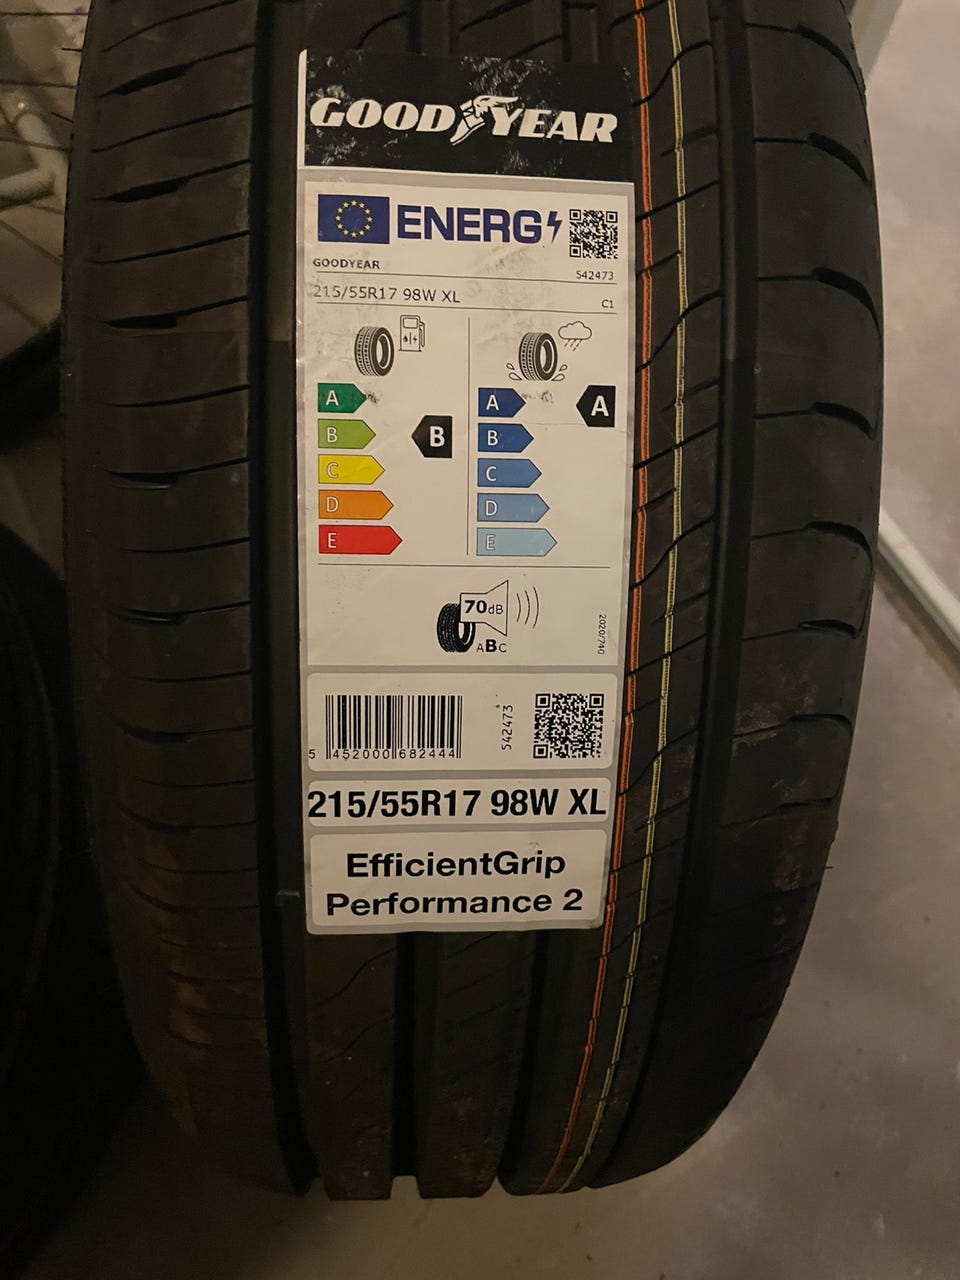 GOODYEAR
ENERG
GOODYEAR 542473
215/55R17 98W XL C1
A A A
B B B
C C
D D
E E
70dB
ABC
2020/740
5 452000 682444
542473
215/55R17 98W XL
EfficientGrip
Performance 2